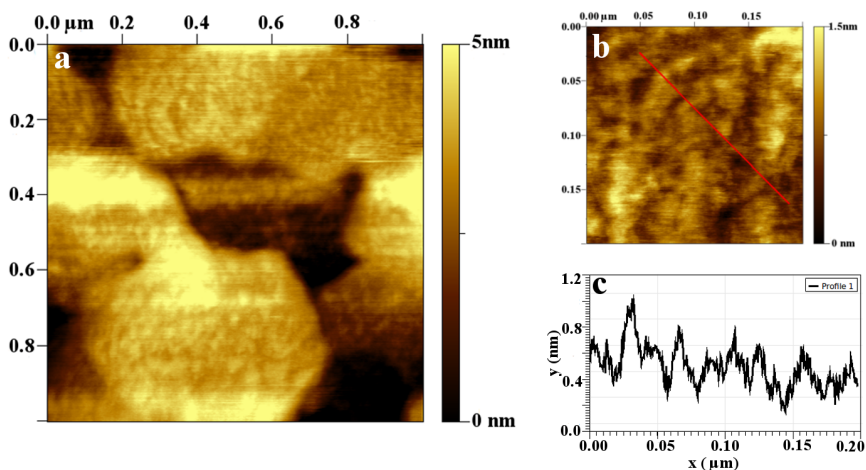 0.0 µm 0.2 0.4 0.6 0.8
0.0
0.2
0.4
0.6
0.8
a
5nm
0 nm
0.00 µm 0.05 0.10 0.15
0.00
0.05
0.10
0.15
b
1.5nm
0 nm
c
Profile 1
y (nm)
1.2
0.8
0.4
0.0
0.00 0.05 0.10 0.15 0.20
x (µm)